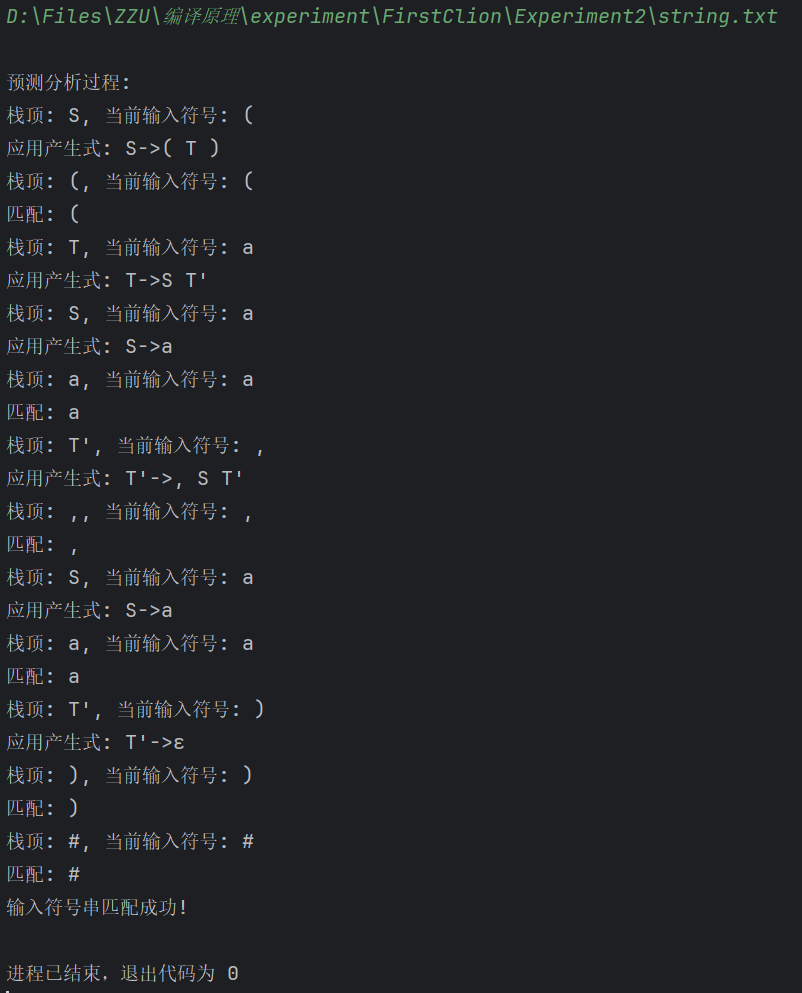 D:\Files\ZZU\编译原理\experiment\FirstClion\Experiment2\string.txt
预测分析过程:
栈顶: S, 当前输入符号: (
应用产生式: S->( T )
栈顶: (, 当前输入符号: (
匹配: (
栈顶: T, 当前输入符号: a
应用产生式: T->S T'
栈顶: S, 当前输入符号: a
应用产生式: S->a
栈顶: a, 当前输入符号: a
匹配: a
栈顶: T', 当前输入符号: ,
应用产生式: T'->, S T'
栈顶: ,, 当前输入符号: ,
匹配: ,
栈顶: S, 当前输入符号: a
应用产生式: S->a
栈顶: a, 当前输入符号: a
匹配: a
栈顶: T', 当前输入符号: )
应用产生式: T'->ε
栈顶: ), 当前输入符号: )
匹配: )
栈顶: #, 当前输入符号: #
匹配: #
输入符号串匹配成功!
进程已结束，退出代码为 0